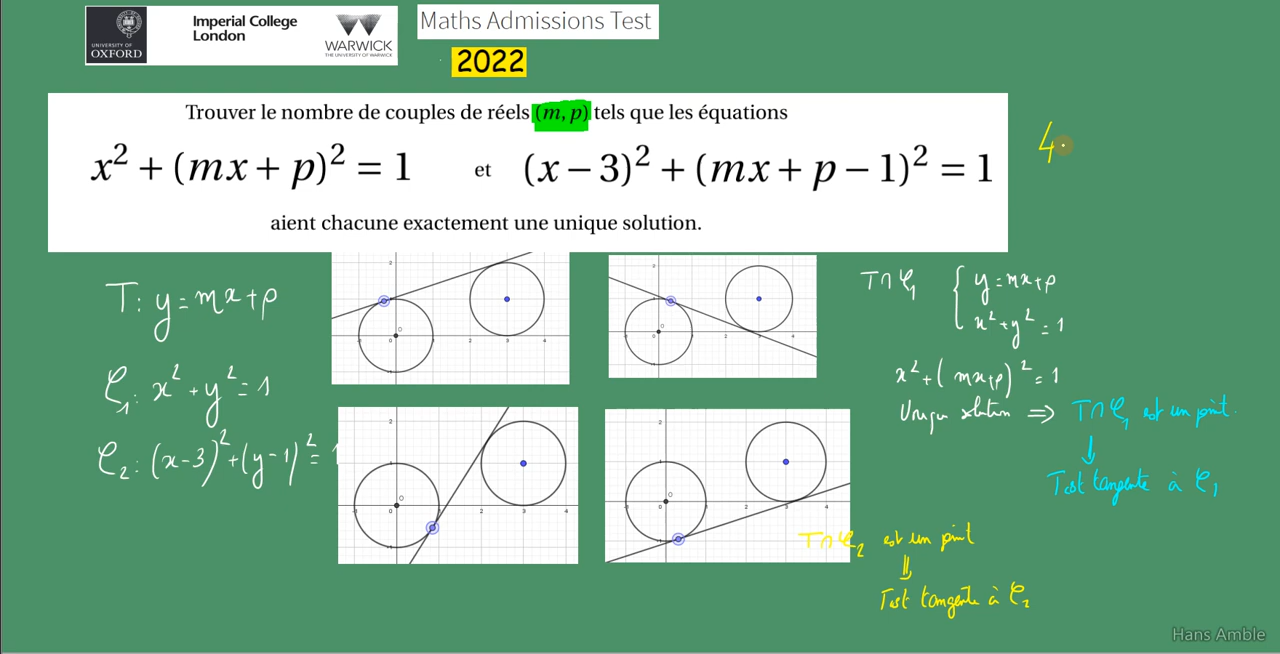 UNIVERSITY OF
OXFORD
Imperial College
London
WARWICK
THE UNIVERSITY OF WARWICK
Maths Admissions Test
2022
Trouver le nombre de couples de réels (m, p) tels que les équations
x² + (mx + p)² = 1 et (x − 3)² + (mx + p − 1)² = 1
aient chacune exactement une unique solution.
4
T: y = mx+p
C₁: x² + y² = 1
C₂: (x-3)² + (y-1)² = 1
T∩C₁ { y = mx+p
x² + y² = 1
x² + (mx+p)² = 1
Unique solution ⇒ T∩C₁ est un point.
↓
T est tangente à C₁
T∩C₂ est un point
⇓
T est tangente à C₂
Hans Amble